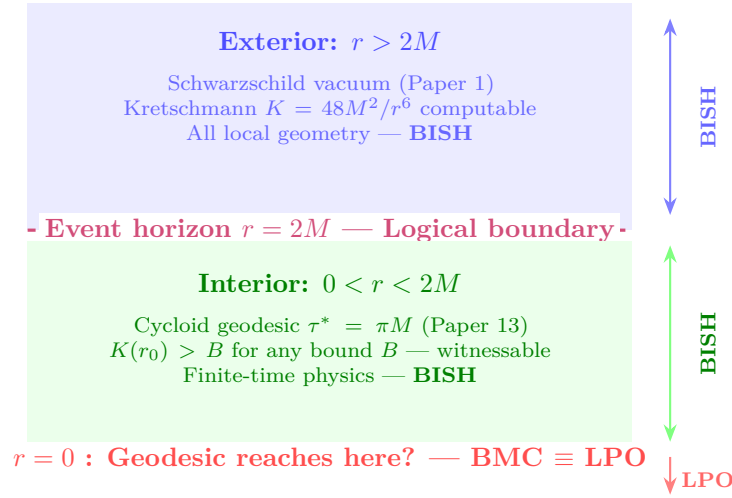 Exterior: r > 2M
Schwarzschild vacuum (Paper 1)
Kretschmann K = 48M²/r⁶ computable
All local geometry — BISH
BISH
Event horizon r = 2M — Logical boundary
Interior: 0 < r < 2M
Cycloid geodesic τ* = πM (Paper 13)
K(r₀) > B for any bound B — witnessable
Finite-time physics — BISH
BISH
r = 0 : Geodesic reaches here? — BMC ≡ LPO
LPO